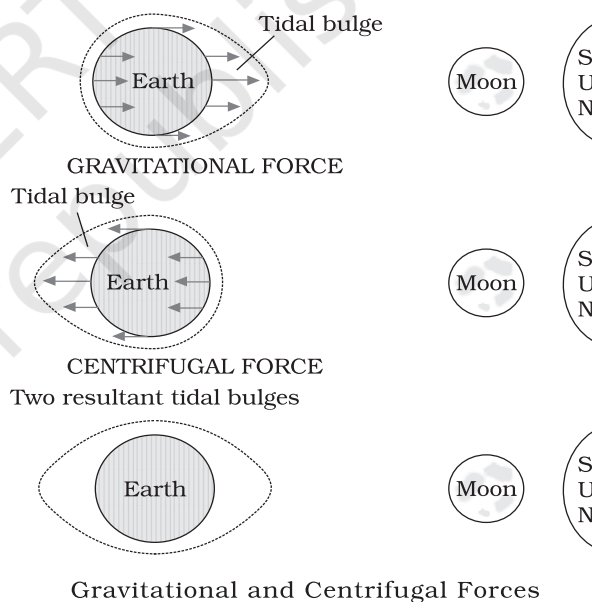 Tidal bulge
Earth
Moon
S
U
N
GRAVITATIONAL FORCE
Tidal bulge
Earth
Moon
S
U
N
CENTRIFUGAL FORCE
Two resultant tidal bulges
Earth
Moon
S
U
N
Gravitational and Centrifugal Forces